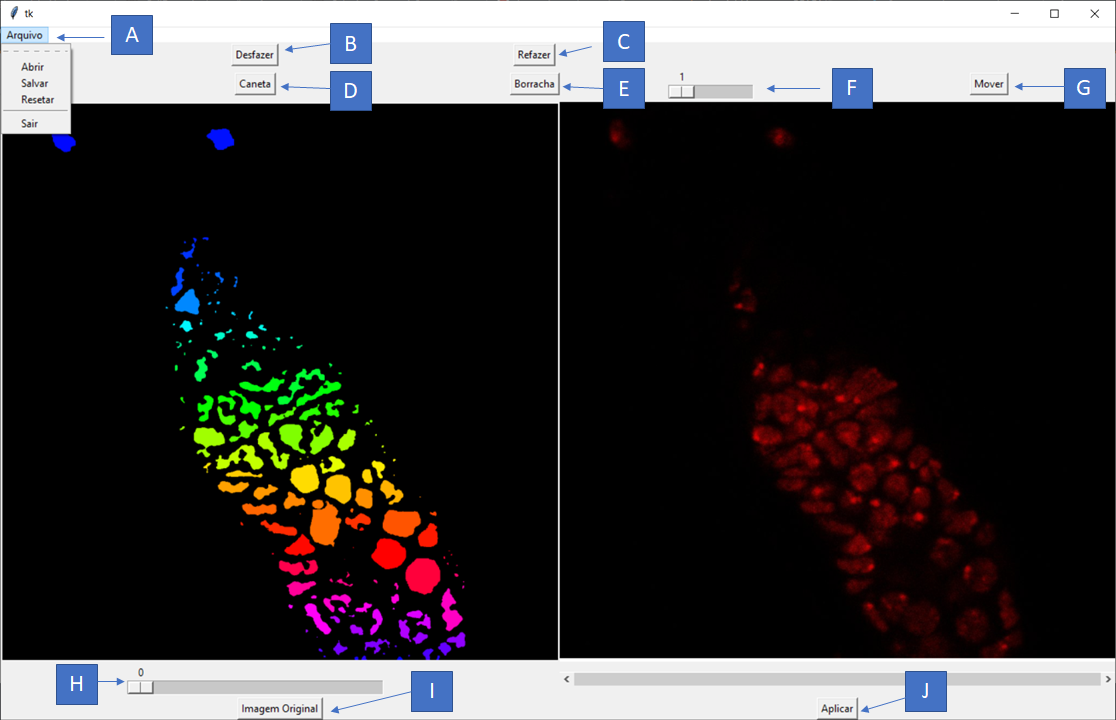 tk
Arquivo
A
Abrir
Salvar
Resetar
Sair
Desfazer
B
Refazer
C
Caneta
D
Borracha
E
1
F
Mover
G
H
0
Imagem Original
I
Aplicar
J